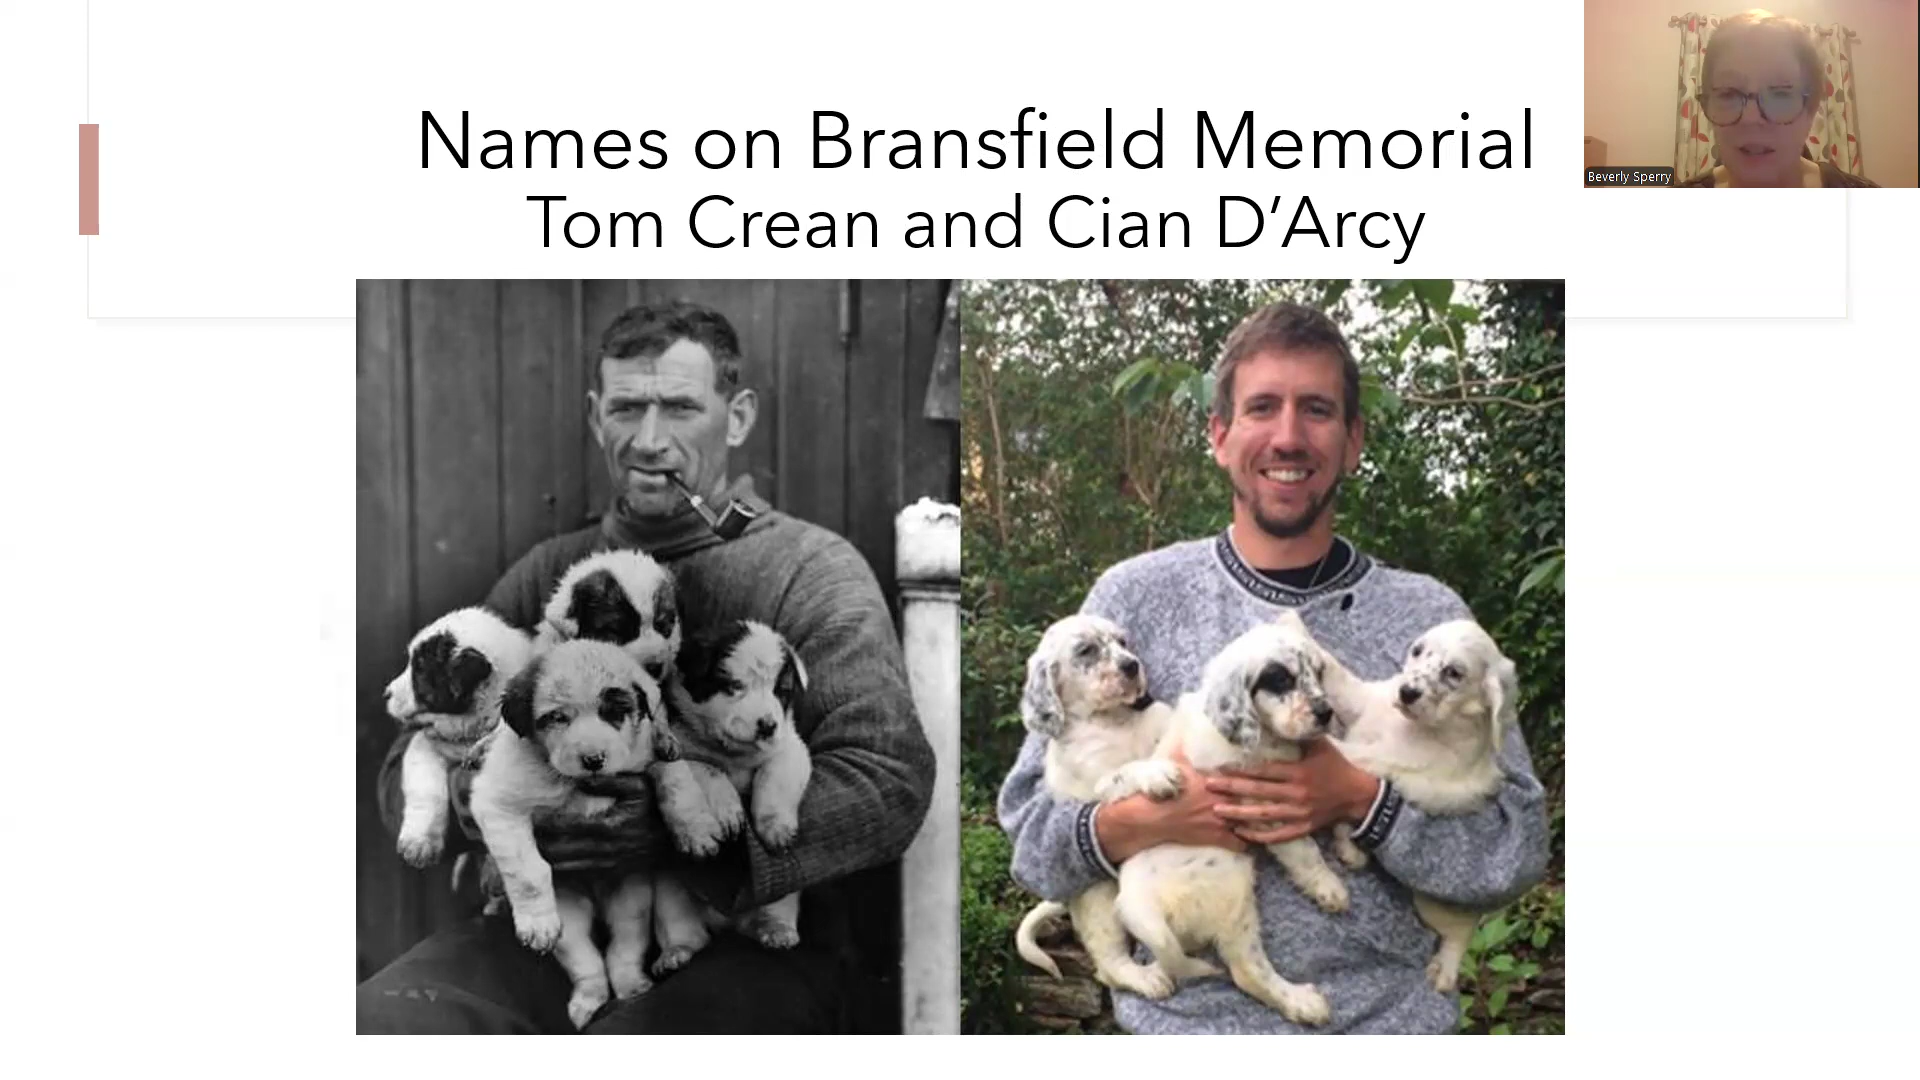 Names on Bransfield Memorial
Tom Crean and Cian D’Arcy
Beverly Sperry